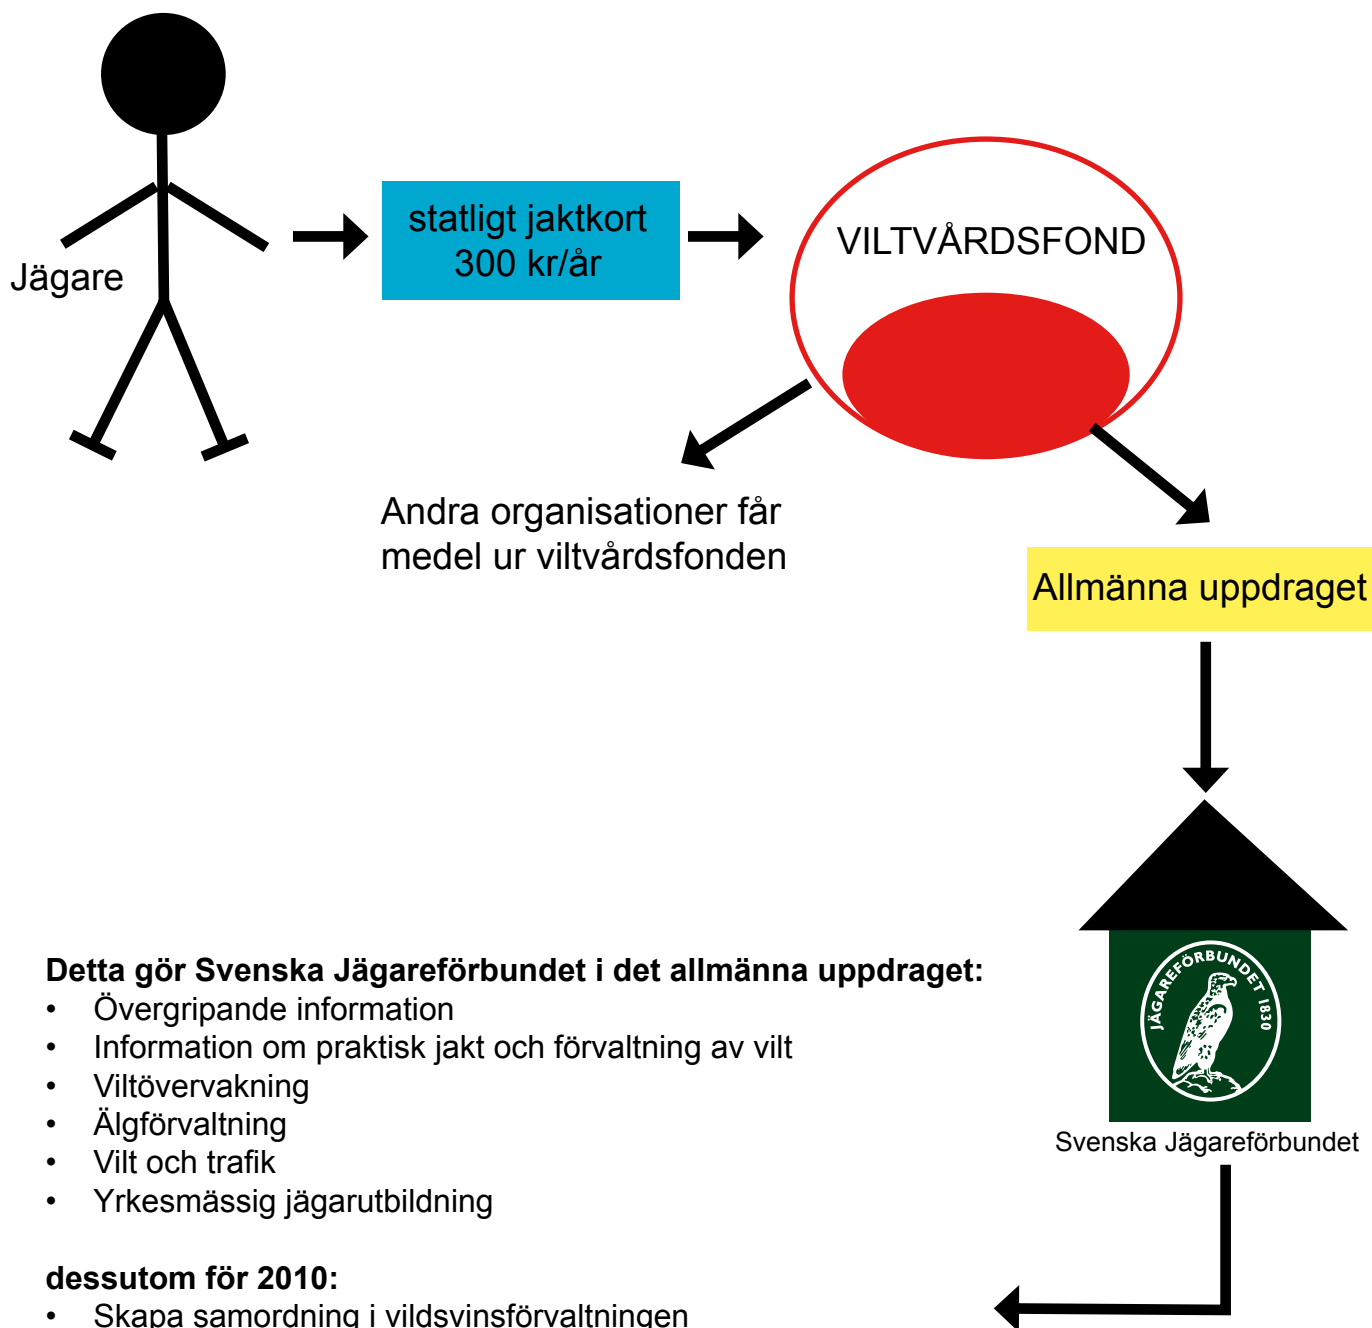 Jägare
statligt jaktkort
300 kr/år
VILTVÅRDSFOND
Andra organisationer får
medel ur viltvårdsfonden
Allmänna uppdraget
JÄGAREFÖRBUNDET 1830
Svenska Jägareförbundet
Detta gör Svenska Jägareförbundet i det allmänna uppdraget:
• Övergripande information
• Information om praktisk jakt och förvaltning av vilt
• Viltövervakning
• Älgförvaltning
• Vilt och trafik
• Yrkesmässig jägarutbildning
dessutom för 2010:
• Skapa samordning i vildsvinsförvaltningen